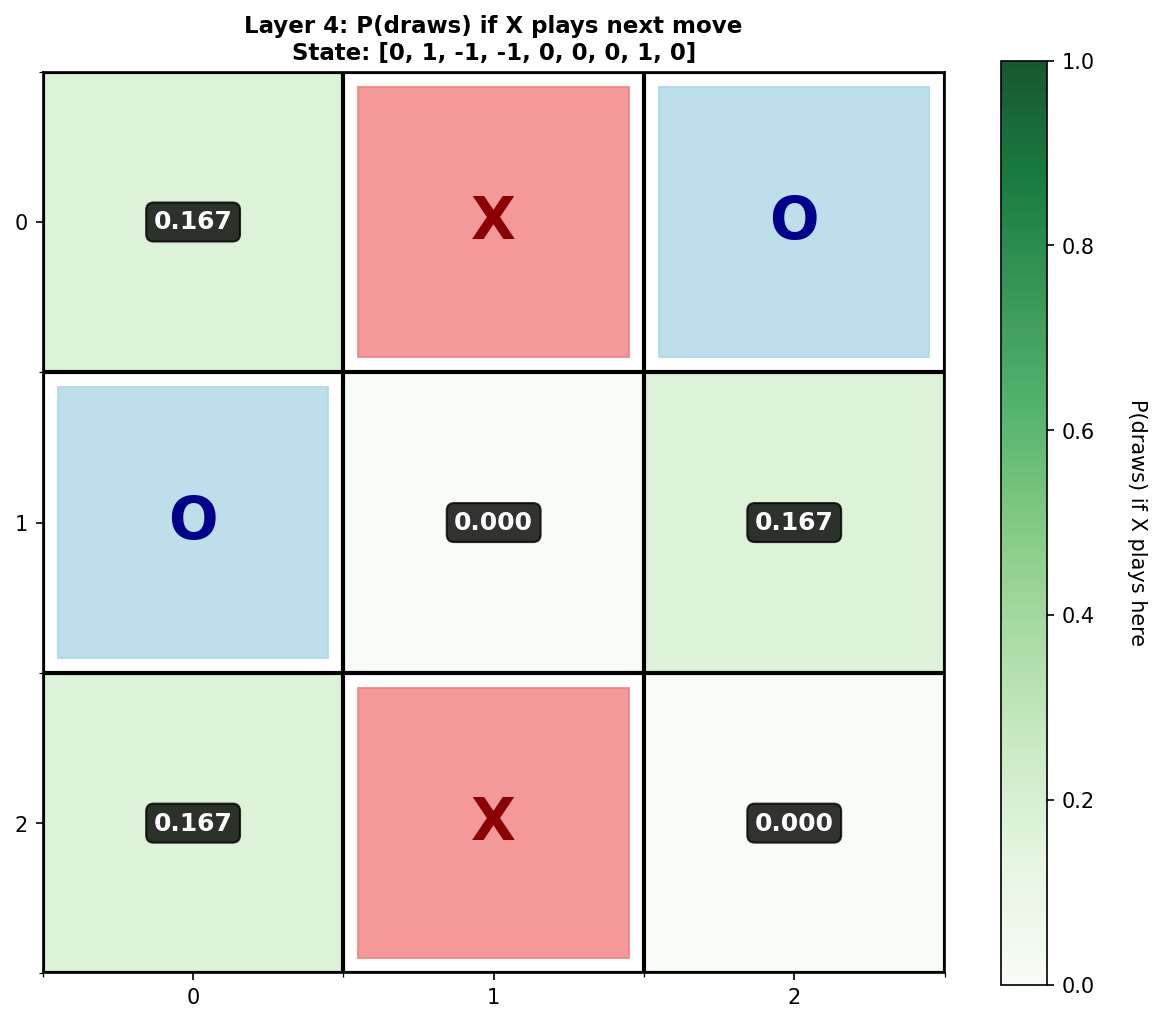 Layer 4: P(draws) if X plays next move
State: [0, 1, -1, -1, 0, 0, 0, 1, 0]
0.167 X O
O 0.000 0.167
0.167 X 0.000
0
1
2
0 1 2
1.0
0.8
0.6
0.4
0.2
0.0
P(draws) if X plays here